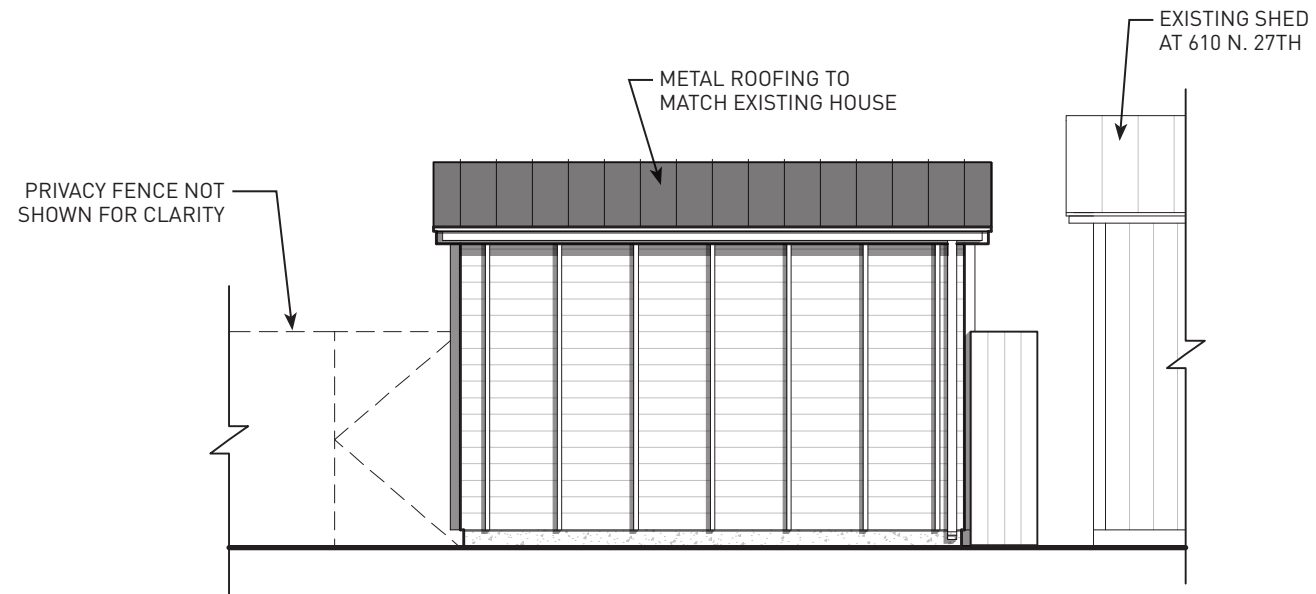 EXISTING SHED
AT 610 N. 27TH
METAL ROOFING TO
MATCH EXISTING HOUSE
PRIVACY FENCE NOT
SHOWN FOR CLARITY